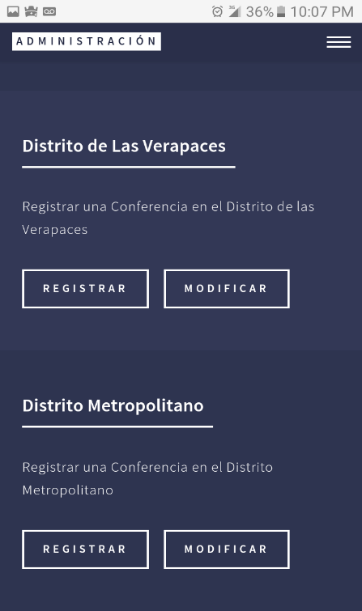 36% 10:07 PM
ADMINISTRACIÓN
Distrito de Las Verapaces
Registrar una Conferencia en el Distrito de las
Verapaces
REGISTRAR MODIFICAR
Distrito Metropolitano
Registrar una Conferencia en el Distrito
Metropolitano
REGISTRAR MODIFICAR